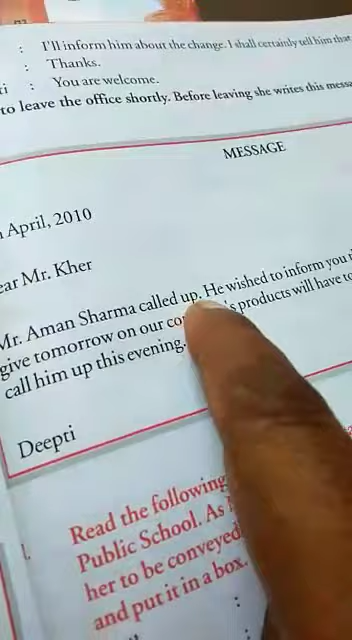 : I'll inform him about the change. I shall certainly tell him that
: Thanks.
: You are welcome.
to leave the office shortly. Before leaving she writes this
MESSAGE
April, 2010
ear Mr. Kher
Mr. Aman Sharma called up. He wished to inform you
give tomorrow on our products will have to
call him up this evening.
Deepti
1. Read the following
Public School. As
her to be conveyed
and put it in a box.
: